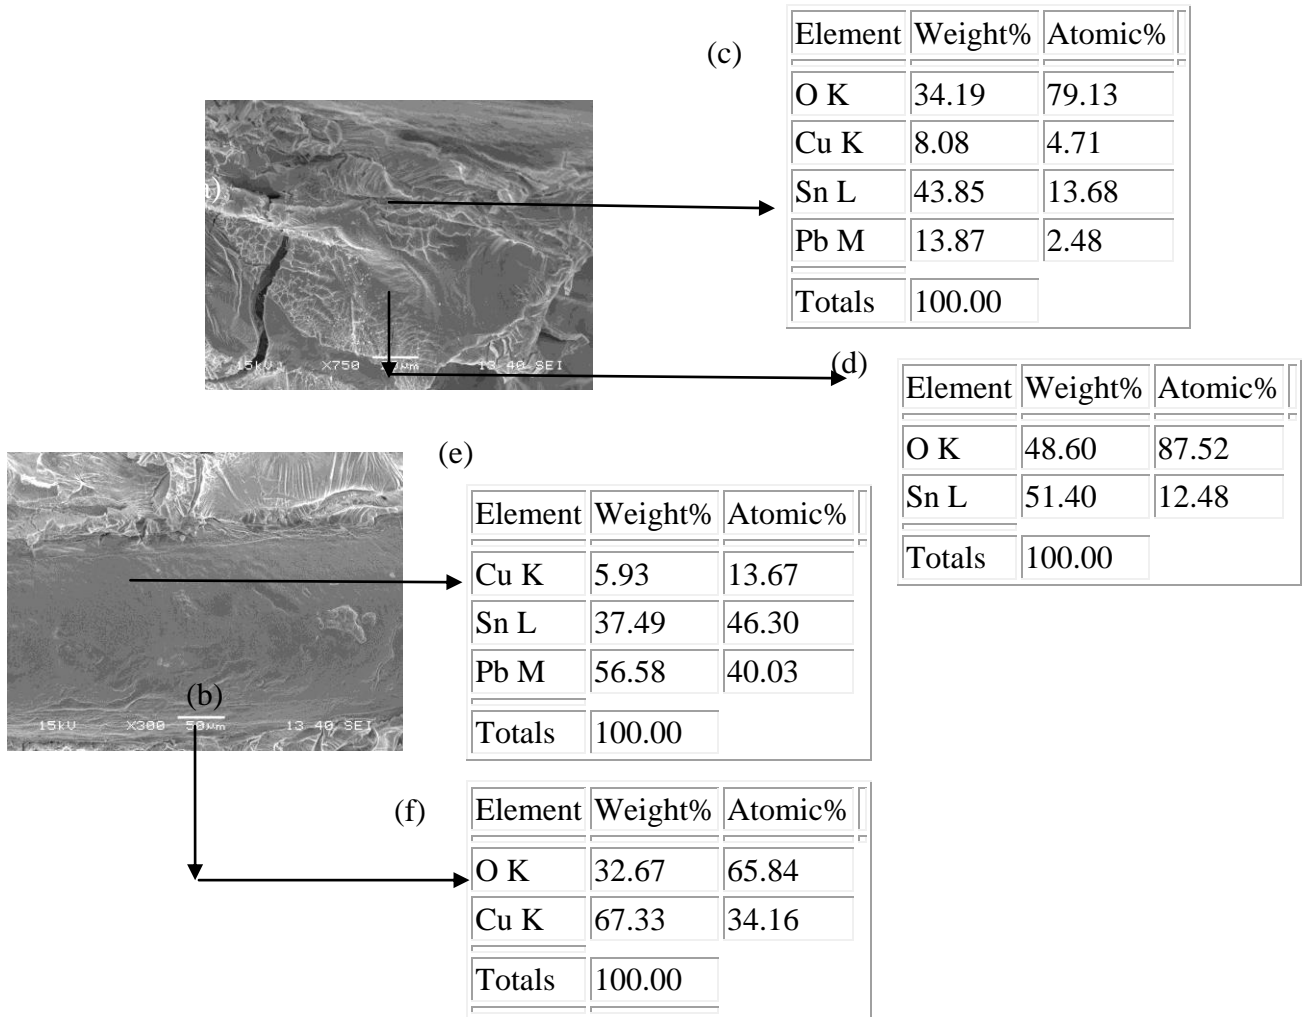 (c)
Element Weight% Atomic%
O K 34.19 79.13
Cu K 8.08 4.71
Sn L 43.85 13.68
Pb M 13.87 2.48
Totals 100.00
15kV X750 13 40 SEI
(d)
Element Weight% Atomic%
O K 48.60 87.52
Sn L 51.40 12.48
Totals 100.00
(e)
Element Weight% Atomic%
Cu K 5.93 13.67
Sn L 37.49 46.30
Pb M 56.58 40.03
Totals 100.00
(b)
15kV X300 50μm 13 40 SEI
(f)
Element Weight% Atomic%
O K 32.67 65.84
Cu K 67.33 34.16
Totals 100.00